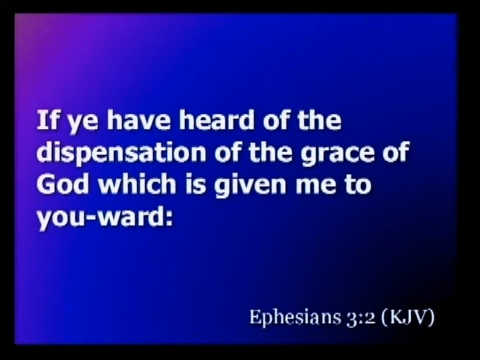 If ye have heard of the
dispensation of the grace of
God which is given me to
you-ward:
Ephesians 3:2 (KJV)